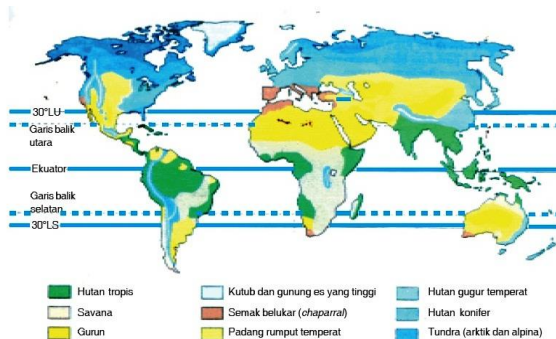 30°LU
Garis balik
utara
Ekuator
Garis balik
selatan
30°LS
Hutan tropis
Savana
Gurun
Kutub dan gunung es yang tinggi
Semak belukar (chaparral)
Padang rumput temperat
Hutan gugur temperat
Hutan konifer
Tundra (arktik dan alpina)